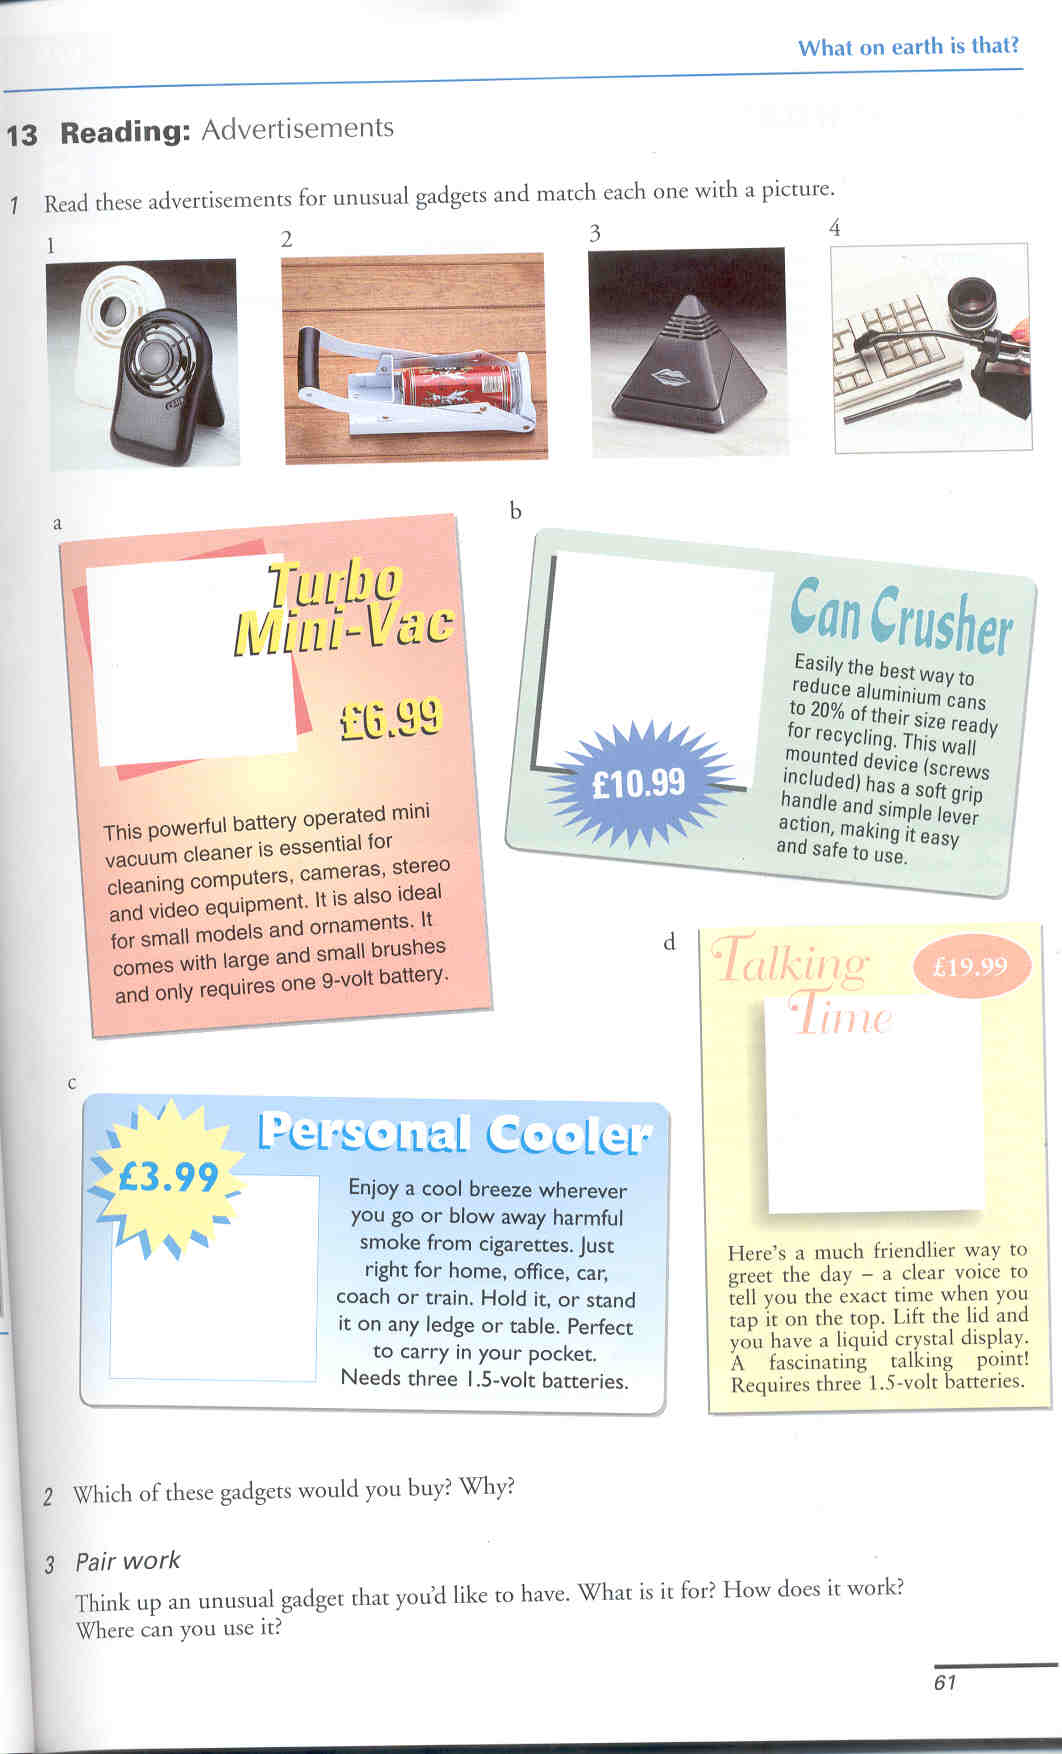 What on earth is that?
13 Reading: Advertisements
1 Read these advertisements for unusual gadgets and match each one with a picture.
1
2
3
4
a
Turbo
Mini-Vac
£6.99
This powerful battery operated mini
vacuum cleaner is essential for
cleaning computers, cameras, stereo
and video equipment. It is also ideal
for small models and ornaments. It
comes with large and small brushes
and only requires one 9-volt battery.
b
Can Crusher
£10.99
Easily the best way to
reduce aluminium cans
to 20% of their size ready
for recycling. This wall
mounted device (screws
included) has a soft grip
handle and simple lever
action, making it easy
and safe to use.
c
£3.99
Personal Cooler
Enjoy a cool breeze wherever
you go or blow away harmful
smoke from cigarettes. Just
right for home, office, car,
coach or train. Hold it, or stand
it on any ledge or table. Perfect
to carry in your pocket.
Needs three 1.5-volt batteries.
d
Talking
Time
£19.99
Here's a much friendlier way to
greet the day – a clear voice to
tell you the exact time when you
tap it on the top. Lift the lid and
you have a liquid crystal display.
A fascinating talking point!
Requires three 1.5-volt batteries.
2 Which of these gadgets would you buy? Why?
3 Pair work
Think up an unusual gadget that you'd like to have. What is it for? How does it work?
Where can you use it?
61